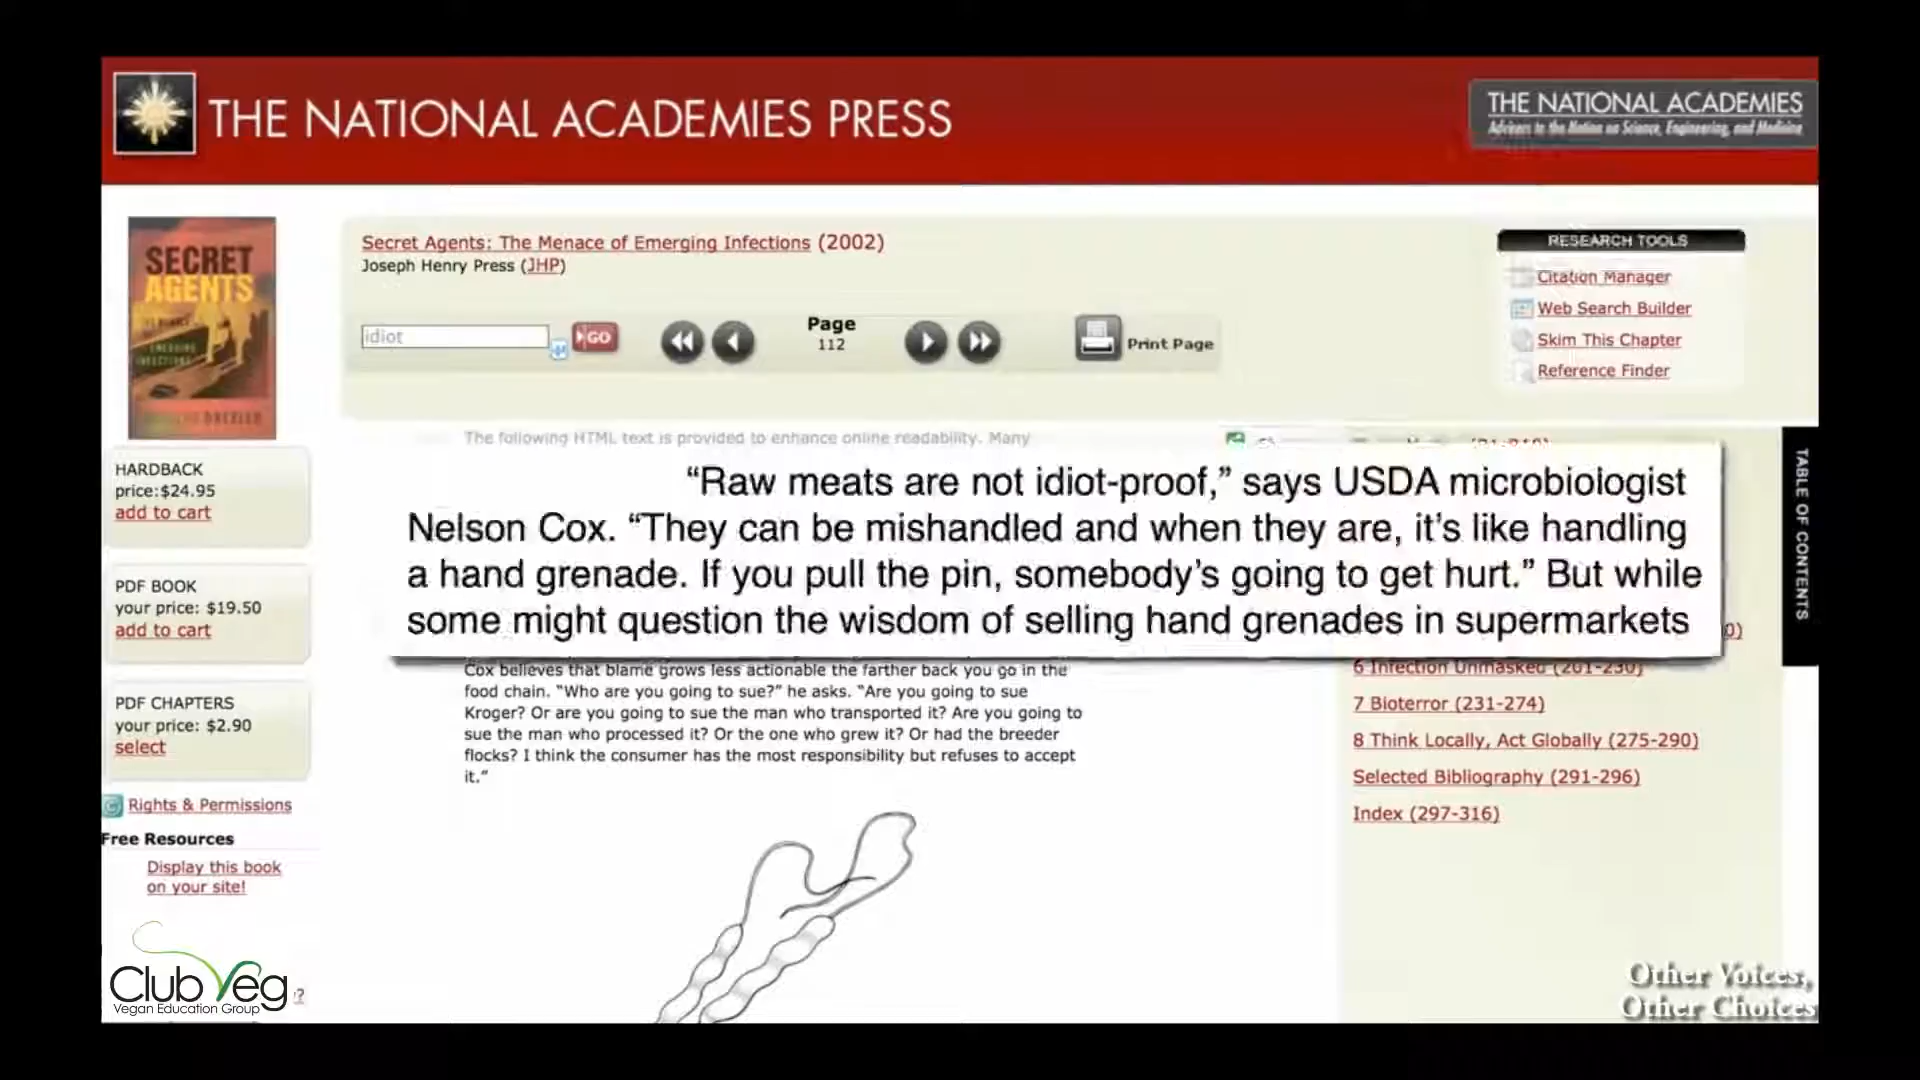 THE NATIONAL ACADEMIES PRESS
THE NATIONAL ACADEMIES
Advisers to the Nation on Science, Engineering, and Medicine
SECRET
AGENTS
Secret Agents: The Menace of Emerging Infections (2002)
Joseph Henry Press (JHP)
idiot
GO
Page
112
Print Page
RESEARCH TOOLS
Citation Manager
Web Search Builder
Skim This Chapter
Reference Finder
The following HTML text is provided to enhance online readability. Many
“Raw meats are not idiot-proof,” says USDA microbiologist
Nelson Cox. “They can be mishandled and when they are, it’s like handling
a hand grenade. If you pull the pin, somebody’s going to get hurt.” But while
some might question the wisdom of selling hand grenades in supermarkets
Cox believes that blame grows less actionable the farther back you go in the
food chain. “Who are you going to sue?” he asks. “Are you going to sue
Kroger? Or are you going to sue the man who transported it? Are you going to
sue the man who processed it? Or the one who grew it? Or had the breeder
flocks? I think the consumer has the most responsibility but refuses to accept
it.”
HARDBACK
price:$24.95
add to cart
PDF BOOK
your price: $19.50
add to cart
PDF CHAPTERS
your price: $2.90
select
Rights & Permissions
Free Resources
Display this book
on your site!
TABLE OF CONTENTS
0)
6 Infection Unmasked (201-230)
7 Bioterror (231-274)
8 Think Locally, Act Globally (275-290)
Selected Bibliography (291-296)
Index (297-316)
Club Veg
Vegan Education Group
?
Other Voices,
Other Choices